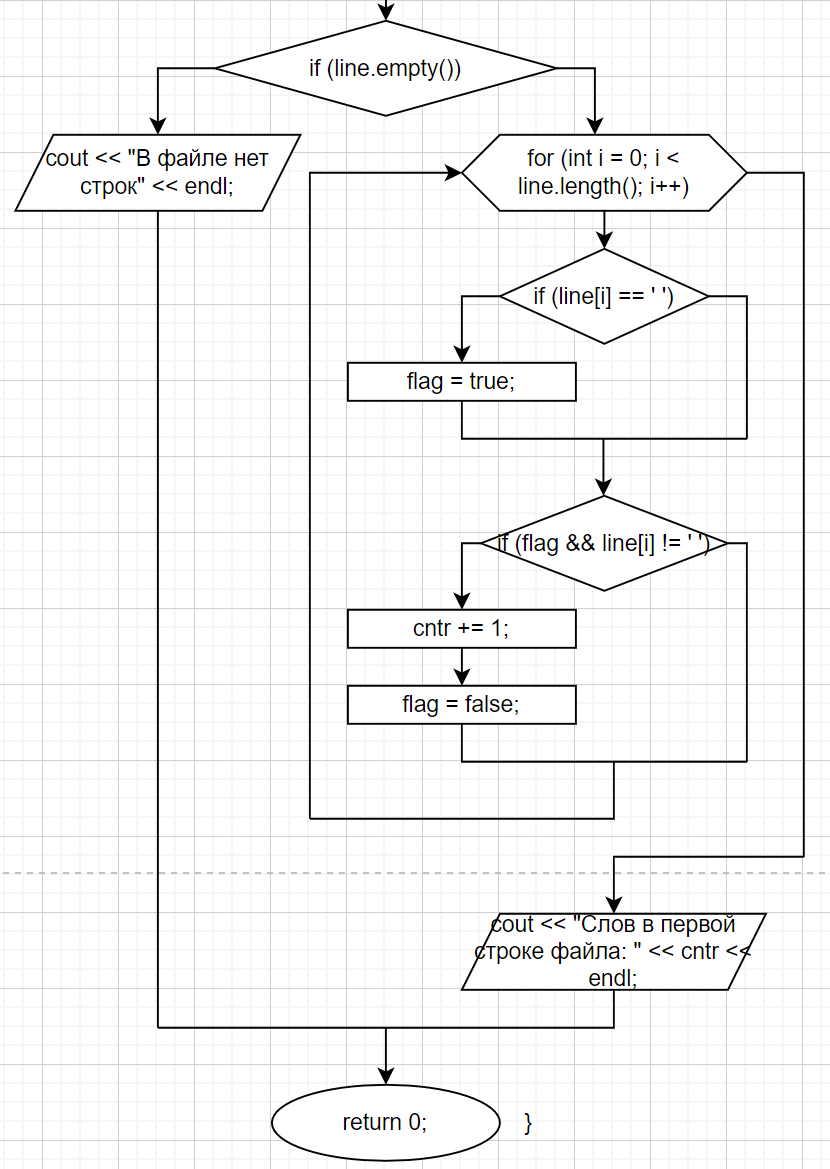 if (line.empty())
cout << "В файле нет
строк" << endl;
for (int i = 0; i <
line.length(); i++)
if (line[i] == ' ')
flag = true;
if (flag && line[i] != ' ')
cntr += 1;
flag = false;
cout << "Слов в первой
строке файла: " << cntr <<
endl;
return 0;
}